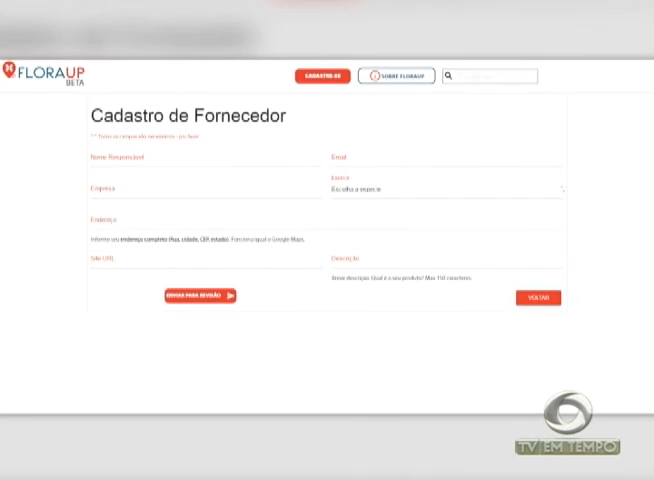 FLORAUP
BETA
CADASTRE-SE
SOBRE FLORAUP
Cadastro de Fornecedor
Nome Responsável
Email
Empresa
Escolha a espécie
Endereço
Informe seu endereço completo (Rua, cidade, CEP, estado). Funciona igual o Google Maps.
Site URL
Descrição
Breve descrição. Qual é o seu produto? Max 150 caracteres.
ENVIAR PARA REVISÃO
VOLTAR
TV EM TEMPO